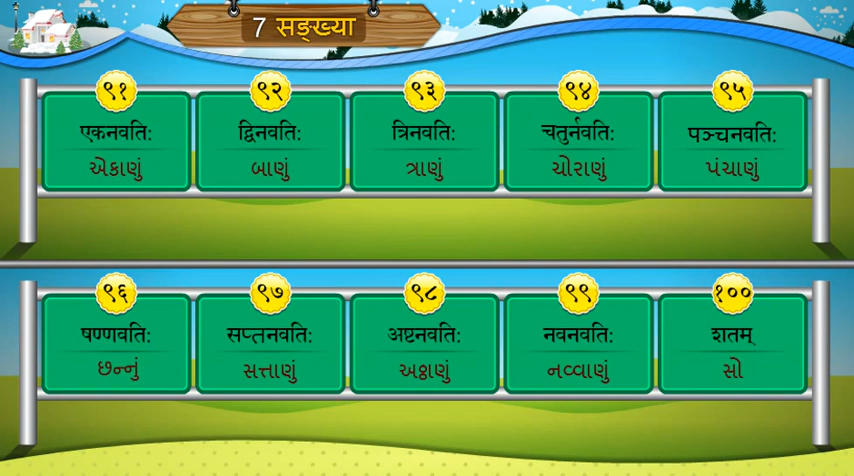 7 सङ्ख्या
९१ ९२ ९३ ९४ ९५
एकनवतिः द्विनवतिः त्रिनवतिः चतुर्नवतिः पञ्चनवतिः
એકાણું બાણું ત્રાણું ચોરાણું પંચાણું
९६ ९७ ९८ ९९ १००
षण्णवतिः सप्तनवतिः अष्टनवतिः नवनवतिः शतम्
છન્નું સત્તાણું અઠ્ઠાણું નવ્વાણું સો